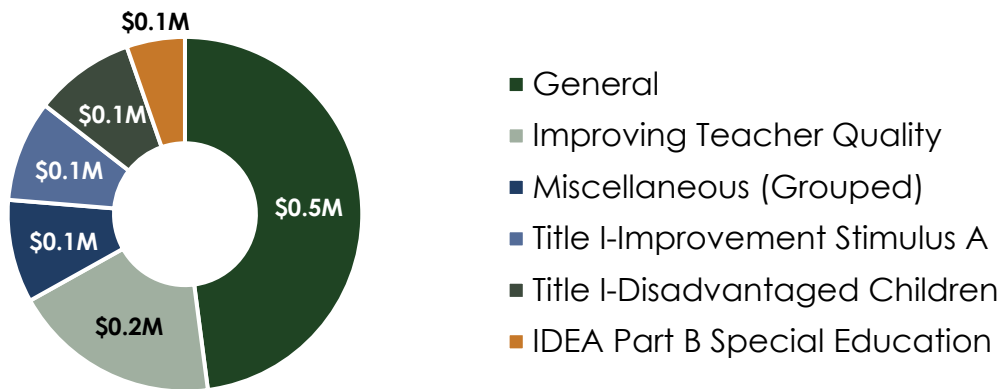 $0.1M
$0.1M
$0.1M
$0.1M
$0.2M
$0.5M
General
Improving Teacher Quality
Miscellaneous (Grouped)
Title I-Improvement Stimulus A
Title I-Disadvantaged Children
IDEA Part B Special Education